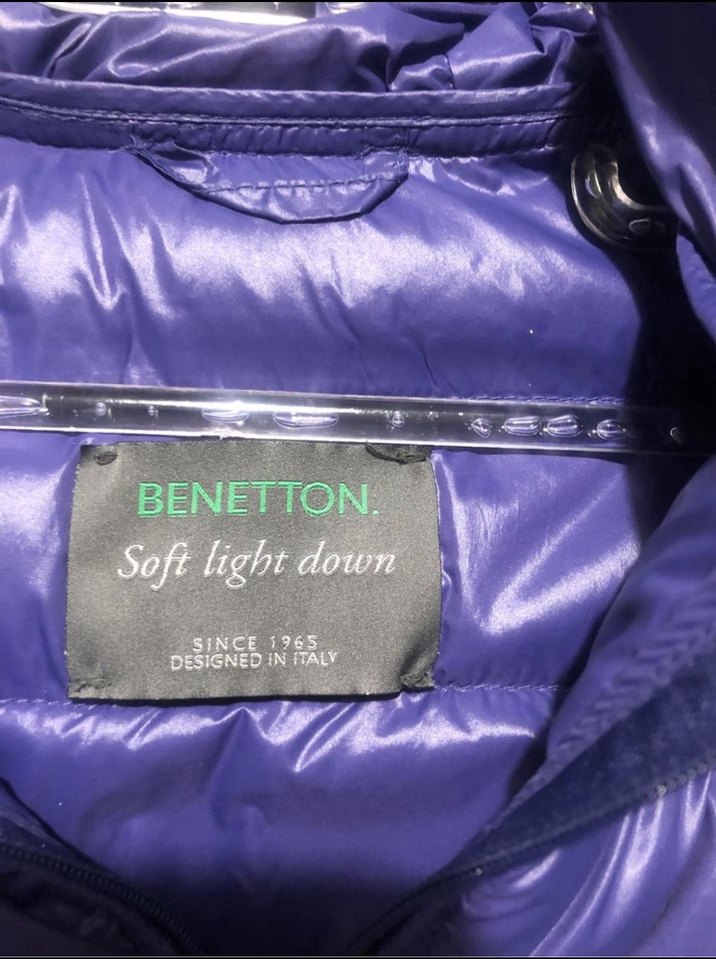 BENETTON.
Soft light down
SINCE 1965
DESIGNED IN ITALY